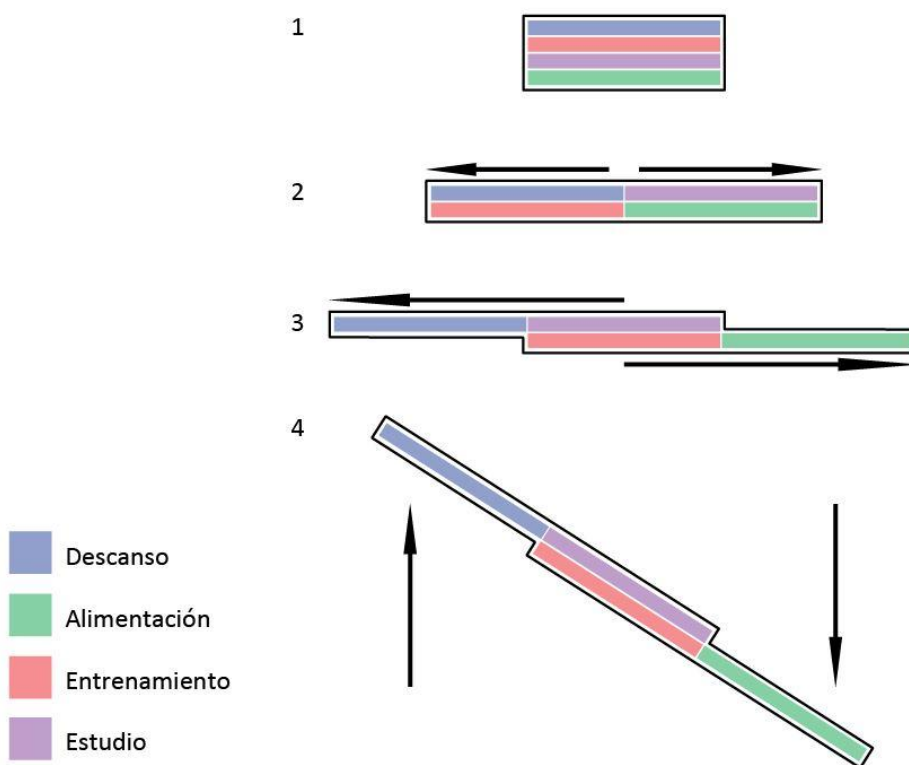 1
2
3
4
Descanso
Alimentación
Entrenamiento
Estudio